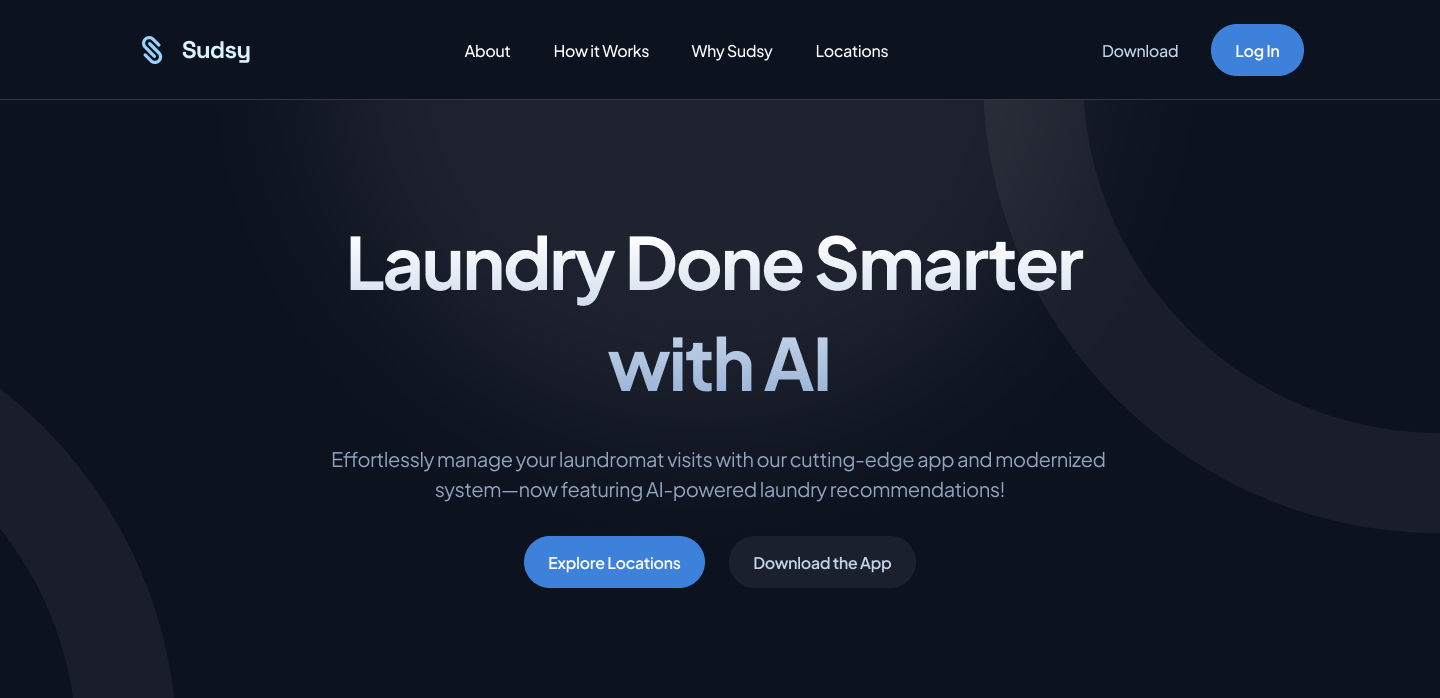 Sudsy
About
How it Works
Why Sudsy
Locations
Download
Log In
Laundry Done Smarter
with AI
Effortlessly manage your laundromat visits with our cutting-edge app and modernized
system—now featuring AI-powered laundry recommendations!
Explore Locations
Download the App